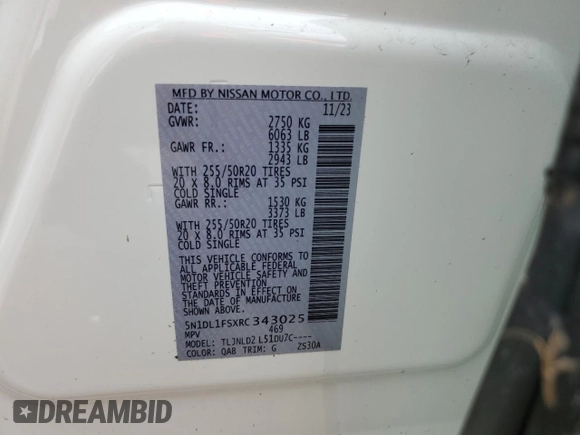 MFD BY NISSAN MOTOR CO., LTD.
DATE: 11/23
GVWR: 2750 KG
6063 LB
GAWR FR.: 1335 KG
2943 LB
WITH 255/50R20 TIRES
20 X 8.0 RIMS AT 35 PSI
COLD SINGLE
GAWR RR.: 1530 KG
3373 LB
WITH 255/50R20 TIRES
20 X 8.0 RIMS AT 35 PSI
COLD SINGLE
THIS VEHICLE CONFORMS TO
ALL APPLICABLE FEDERAL
MOTOR VEHICLE SAFETY AND
THEFT PREVENTION
STANDARDS IN EFFECT ON
THE DATE OF MANUFACTURE
SHOWN ABOVE.
5N1DL1FSXRC343025
MPV 469
MODEL: TLJNLD2 L51DU7C----
COLOR: QAB TRIM: G ZS30A
DREAMBID